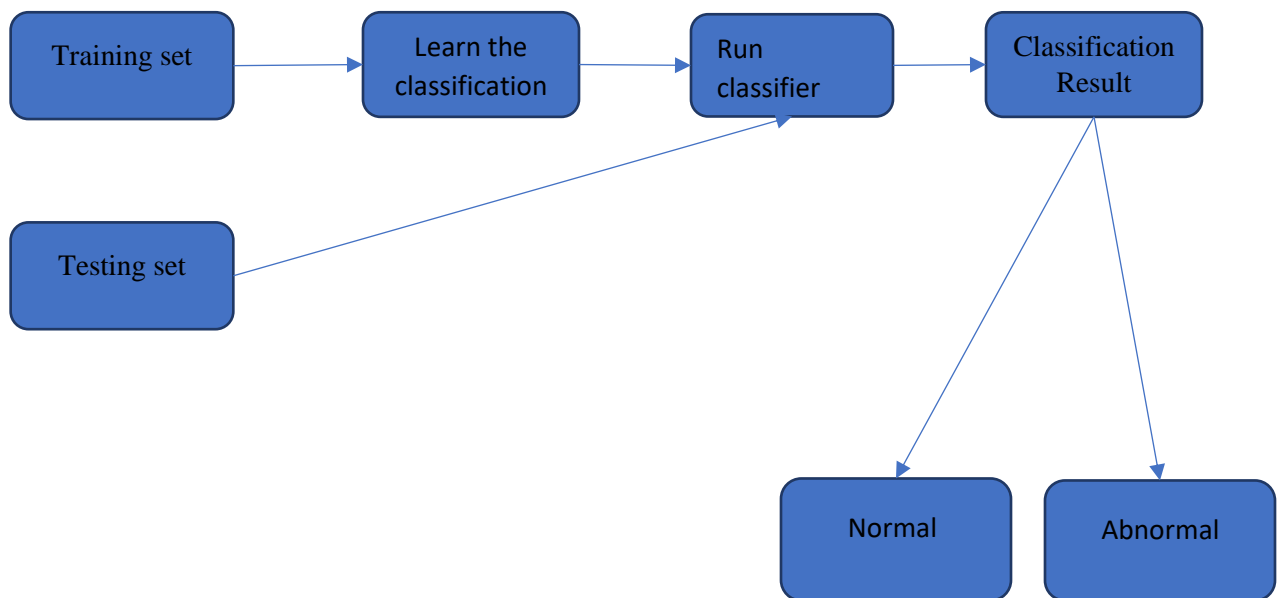 Training set
Learn the
classification
Run
classifier
Classification
Result
Testing set
Normal
Abnormal